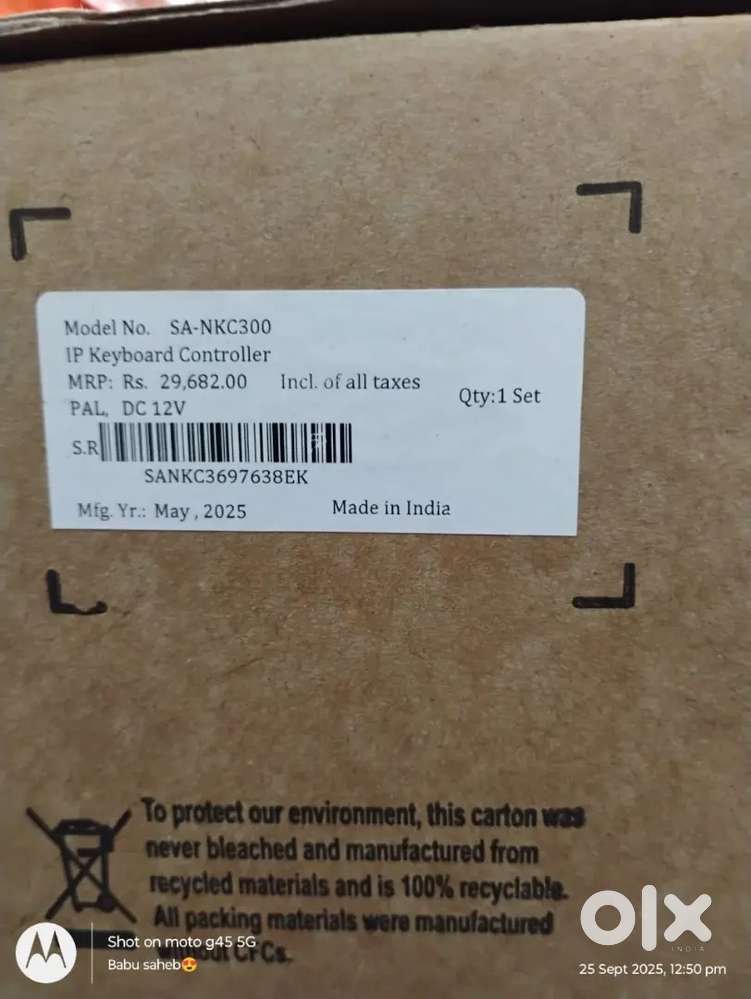 Model No. SA-NKC300
IP Keyboard Controller
MRP: Rs. 29,682.00 Incl. of all taxes
Qty:1 Set
PAL, DC 12V
S.R
SANKC3697638EK
Mfg. Yr.: May , 2025 Made in India
To protect our environment, this carton was
never bleached and manufactured from
recycled materials and is 100% recyclable.
All packing materials were manufactured
without CFCs.
Shot on moto g45 5G
Babu saheb😍
olx
INDIA
25 Sept 2025, 12:50 pm